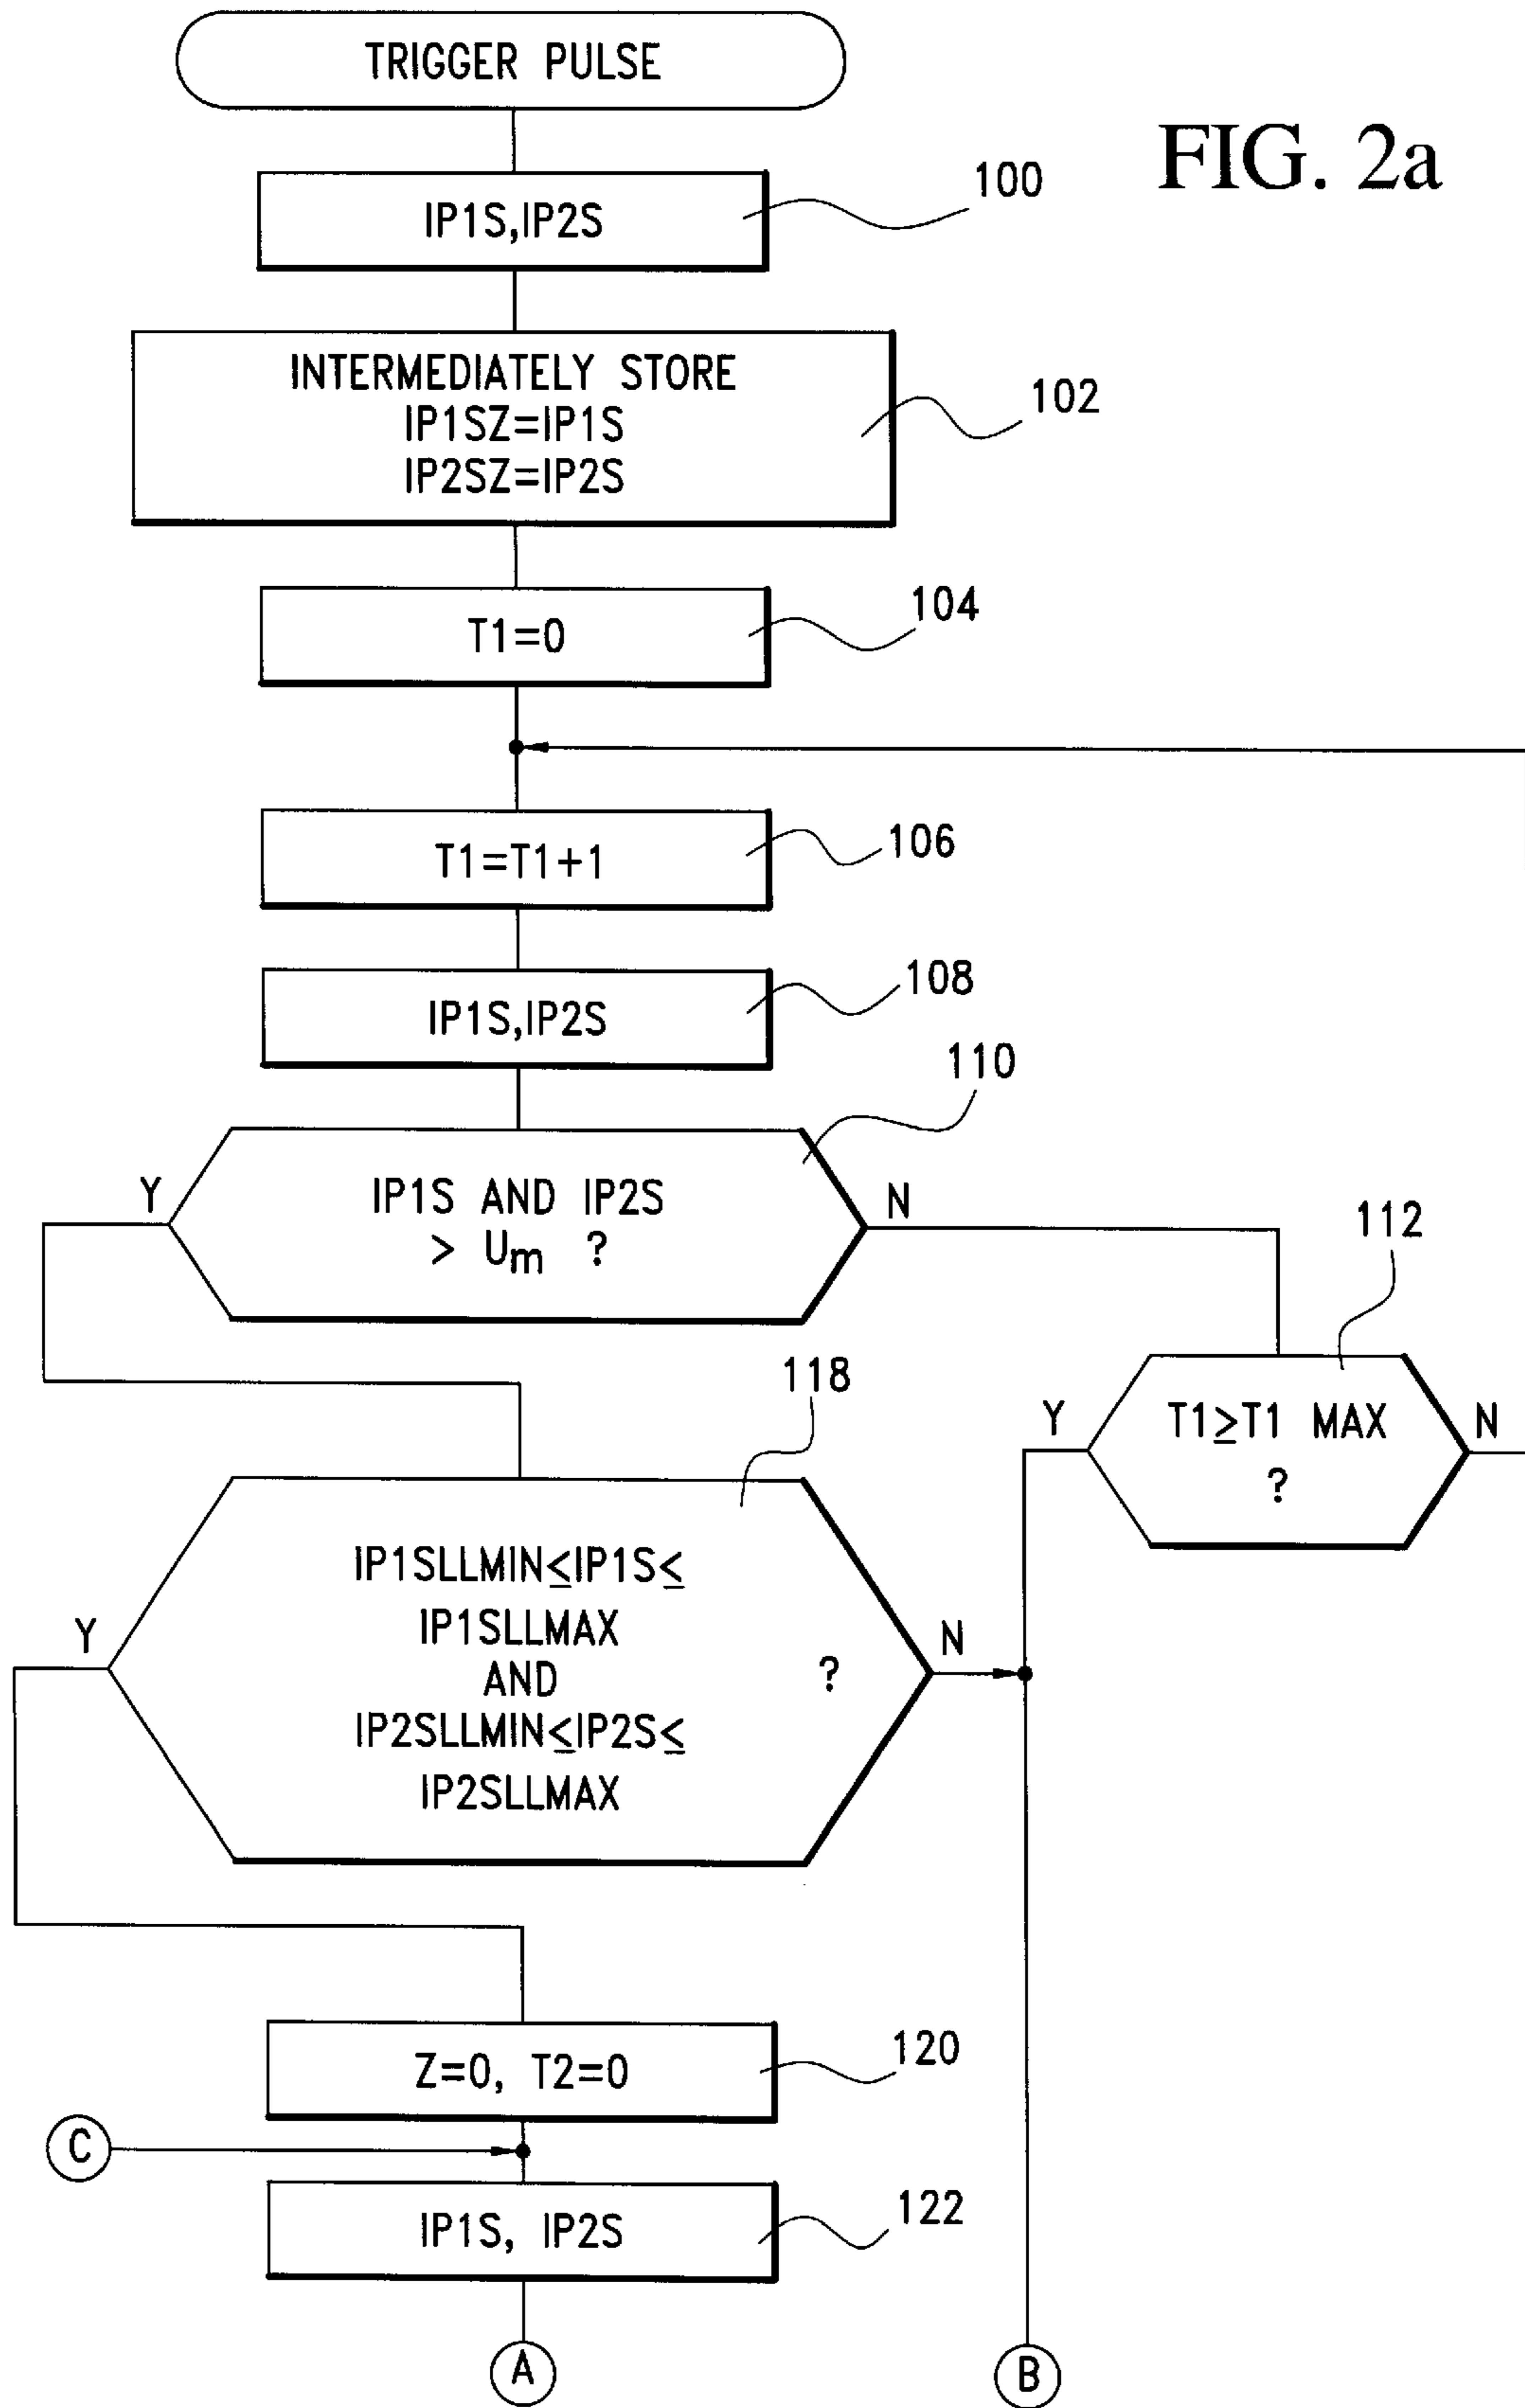 TRIGGER PULSE
FIG. 2a
100
IP1S,IP2S
INTERMEDIATELY STORE
IP1SZ=IP1S
IP2SZ=IP2S
102
104
T1=0
106
T1=T1+1
108
IP1S,IP2S
110
Y
IP1S AND IP2S
> Um ?
N
112
118
Y
T1≥T1 MAX
?
N
IP1SLLMIN≤IP1S≤
IP1SLLMAX
AND
IP2SLLMIN≤IP2S≤
IP2SLLMAX
?
Y
N
120
Z=0, T2=0
C
122
IP1S, IP2S
A
B